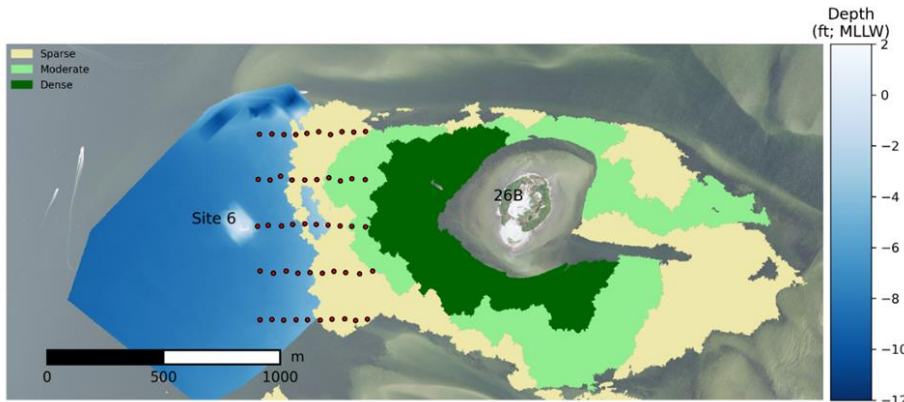 Depth
(ft; MLLW)
Sparse
Moderate
Dense
2
0
−2
−4
−6
−8
−10
−12
26B
Site 6
m
0
500
1000